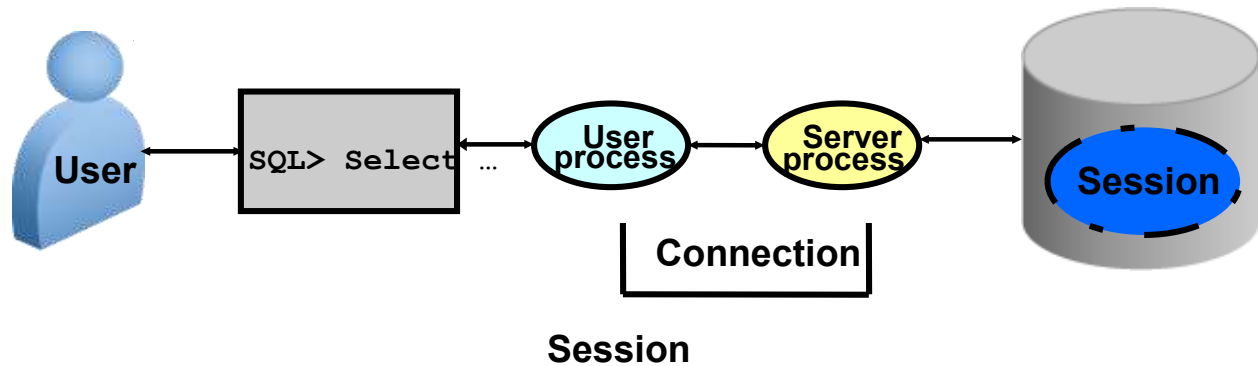 User
SQL> Select …
User
process
Server
process
Session
Connection
Session